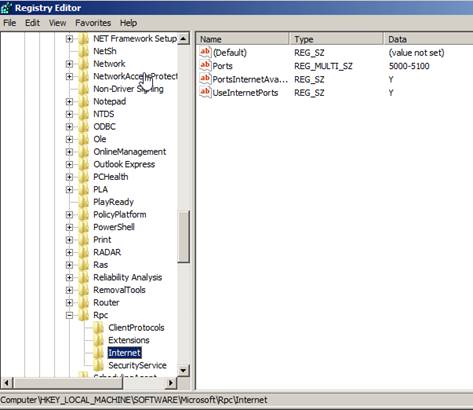 Registry Editor
File Edit View Favorites Help
NET Framework Setup
NetSh
Network
NetworkAccessProtect
Non-Driver Signing
Notepad
NTDS
ODBC
Ole
OnlineManagement
Outlook Express
PCHealth
PLA
PlayReady
PolicyPlatform
PowerShell
Print
RADAR
Ras
Reliability Analysis
RemovalTools
Router
Rpc
ClientProtocols
Extensions
Internet
SecurityService
SchedulingAgent
Name Type Data
(Default) REG_SZ (value not set)
Ports REG_MULTI_SZ 5000-5100
PortsInternetAva... REG_SZ Y
UseInternetPorts REG_SZ Y
Computer\HKEY_LOCAL_MACHINE\SOFTWARE\Microsoft\Rpc\Internet